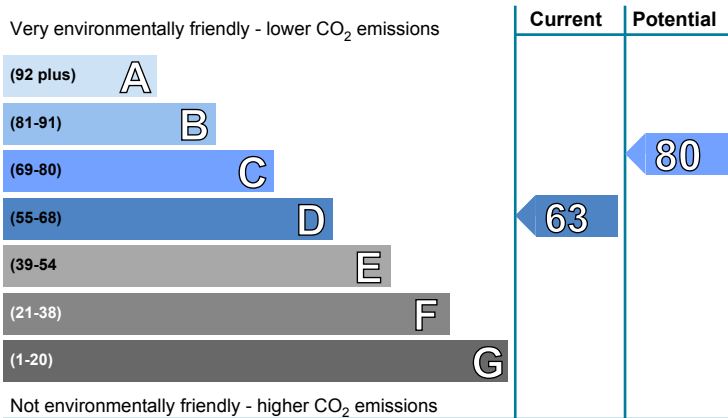 Very environmentally friendly - lower CO2 emissions
Current
Potential
(92 plus) A
(81-91) B
(69-80) C
(55-68) D
(39-54 E
(21-38) F
(1-20) G
80
63
Not environmentally friendly - higher CO2 emissions